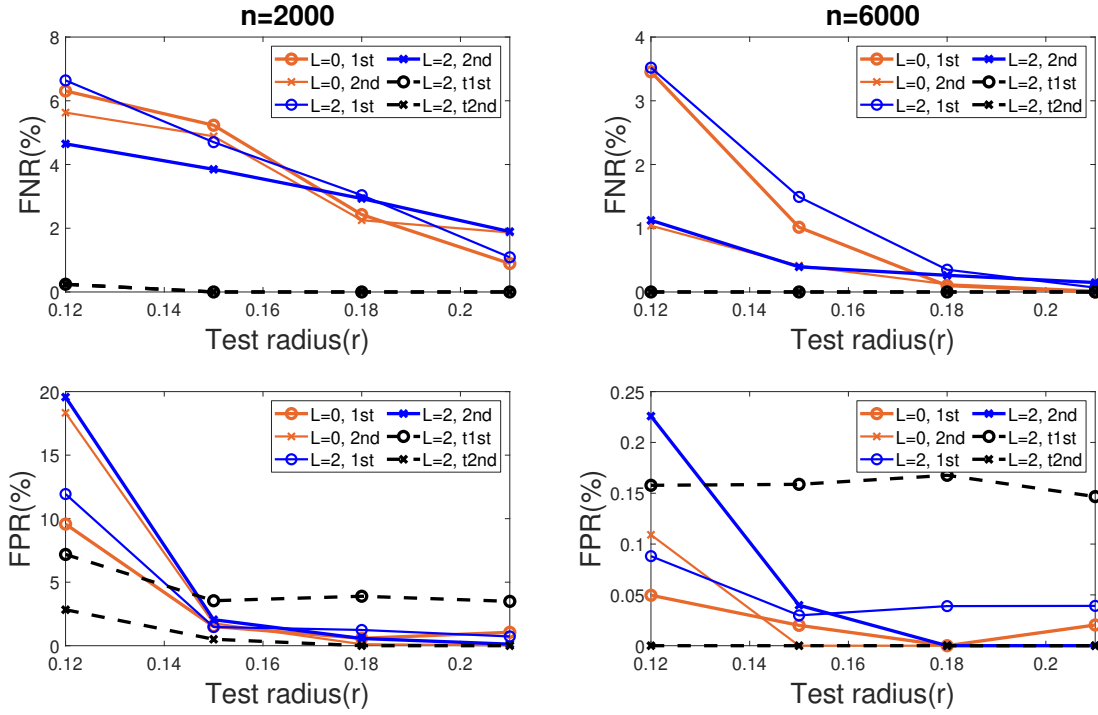 n=2000
8
6
4
2
0
FNR(%)
L=0, 1st
L=0, 2nd
L=2, 1st
L=2, 2nd
L=2, t1st
L=2, t2nd
0.12 0.14 0.16 0.18 0.2
Test radius(r)
n=6000
4
3
2
1
0
FNR(%)
L=0, 1st
L=0, 2nd
L=2, 1st
L=2, 2nd
L=2, t1st
L=2, t2nd
0.12 0.14 0.16 0.18 0.2
Test radius(r)
20
15
10
5
0
FPR(%)
L=0, 1st
L=0, 2nd
L=2, 1st
L=2, 2nd
L=2, t1st
L=2, t2nd
0.12 0.14 0.16 0.18 0.2
Test radius(r)
0.25
0.2
0.15
0.1
0.05
0
FPR(%)
L=0, 1st
L=0, 2nd
L=2, 1st
L=2, 2nd
L=2, t1st
L=2, t2nd
0.12 0.14 0.16 0.18 0.2
Test radius(r)